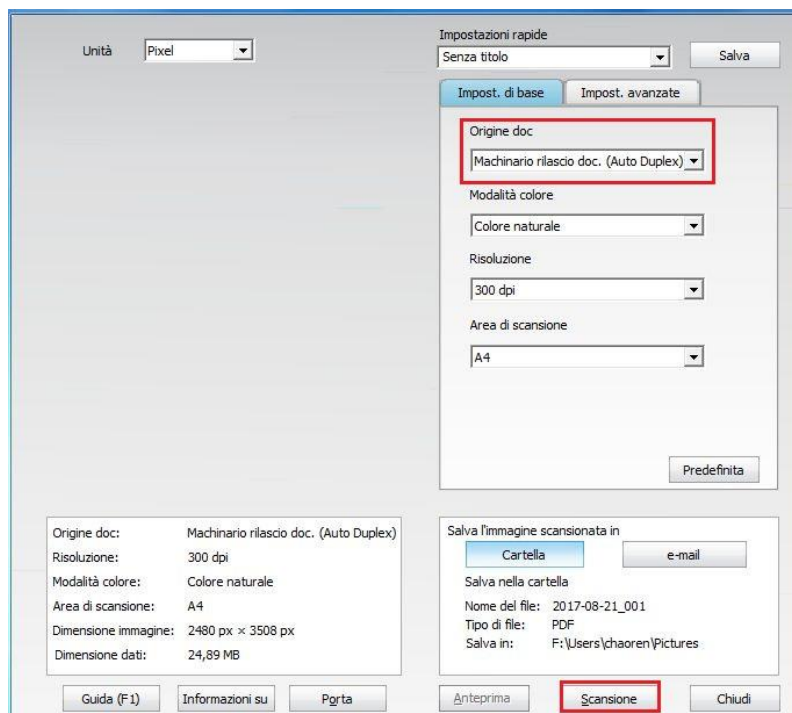 Unità
Pixel
Impostazioni rapide
Senza titolo
Salva
Impost. di base
Impost. avanzate
Origine doc
Machinario rilascio doc. (Auto Duplex)
Modalità colore
Colore naturale
Risoluzione
300 dpi
Area di scansione
A4
Predefinita
Origine doc: Machinario rilascio doc. (Auto Duplex)
Risoluzione: 300 dpi
Modalità colore: Colore naturale
Area di scansione: A4
Dimensione immagine: 2480 px × 3508 px
Dimensione dati: 24,89 MB
Salva l'immagine scansionata in
Cartella
e-mail
Salva nella cartella
Nome del file: 2017-08-21_001
Tipo di file: PDF
Salva in: F:\Users\chaoren\Pictures
Guida (F1)
Informazioni su
Porta
Anteprima
Scansione
Chiudi